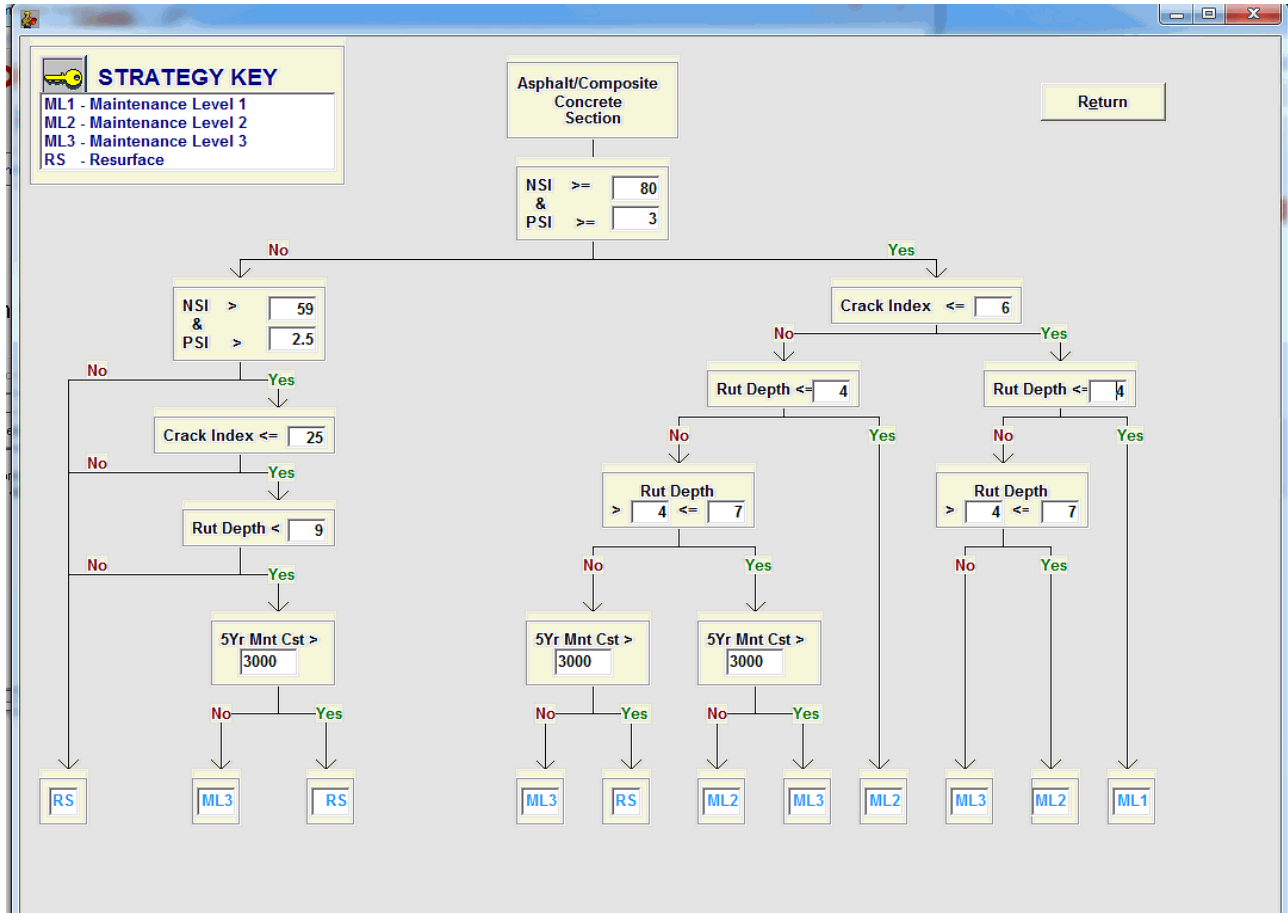 STRATEGY KEY
ML1 - Maintenance Level 1
ML2 - Maintenance Level 2
ML3 - Maintenance Level 3
RS - Resurface
Asphalt/Composite
Concrete
Section
Return
NSI >= 80
&
PSI >= 3
No
Yes
NSI > 59
&
PSI > 2.5
Crack Index <= 6
No
Yes
No
Yes
Rut Depth <= 4
Rut Depth <= 4
Crack Index <= 25
No
Yes
No
Yes
No
Yes
Rut Depth
> 4 <= 7
Rut Depth
> 4 <= 7
Rut Depth < 9
No
Yes
No
Yes
No
Yes
5Yr Mnt Cst >
3000
5Yr Mnt Cst >
3000
5Yr Mnt Cst >
3000
No
Yes
No
Yes
No
Yes
RS
ML3
RS
ML3
RS
ML2
ML3
ML2
ML3
ML2
ML1